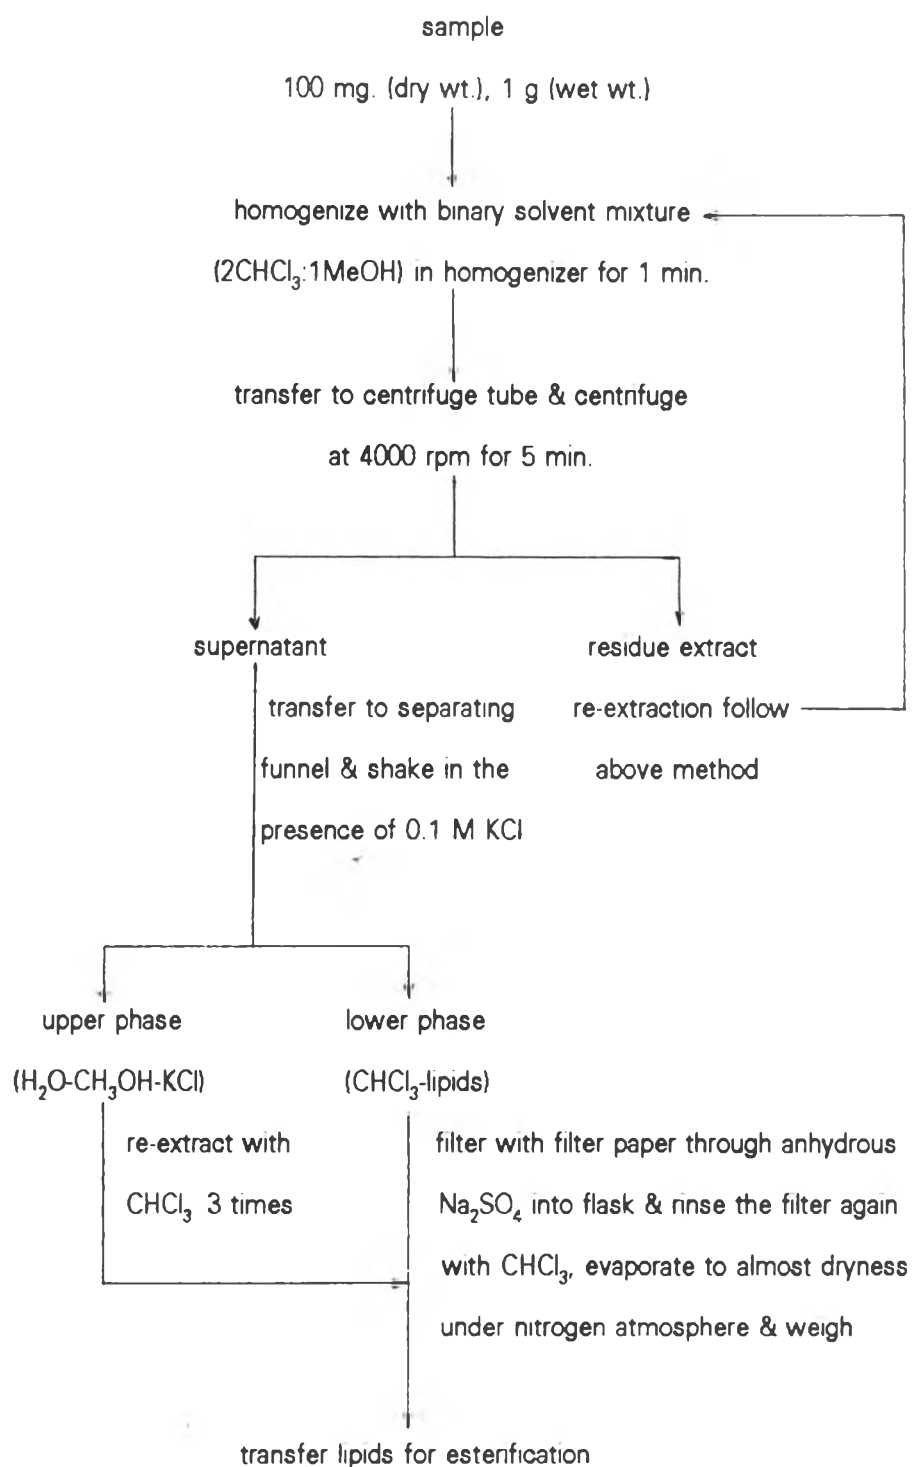 sample
100 mg. (dry wt.), 1 g (wet wt.)
homogenize with binary solvent mixture
(2CHCl₃:1MeOH) in homogenizer for 1 min.
transfer to centrifuge tube & centrifuge
at 4000 rpm for 5 min.
supernatant
residue extract
transfer to separating
funnel & shake in the
presence of 0.1 M KCl
re-extraction follow
above method
upper phase
(H₂O-CH₃OH-KCl)
lower phase
(CHCl₃-lipids)
re-extract with
CHCl₃ 3 times
filter with filter paper through anhydrous
Na₂SO₄ into flask & rinse the filter again
with CHCl₃, evaporate to almost dryness
under nitrogen atmosphere & weigh
transfer lipids for esterification